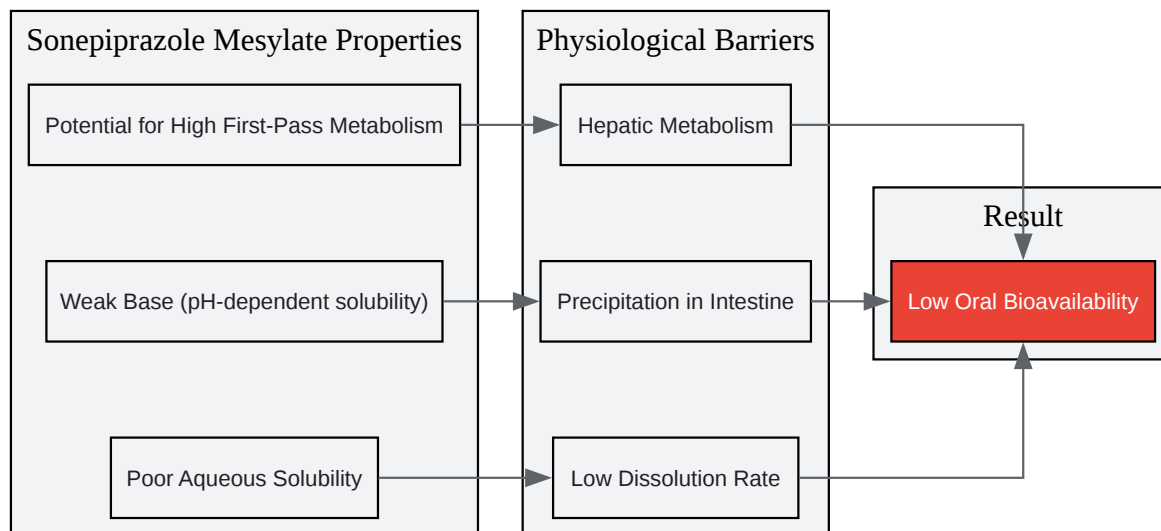 Sonepiprazole Mesylate Properties
Physiological Barriers
Potential for High First-Pass Metabolism
Hepatic Metabolism
Result
Weak Base (pH-dependent solubility)
Precipitation in Intestine
Low Oral Bioavailability
Poor Aqueous Solubility
Low Dissolution Rate